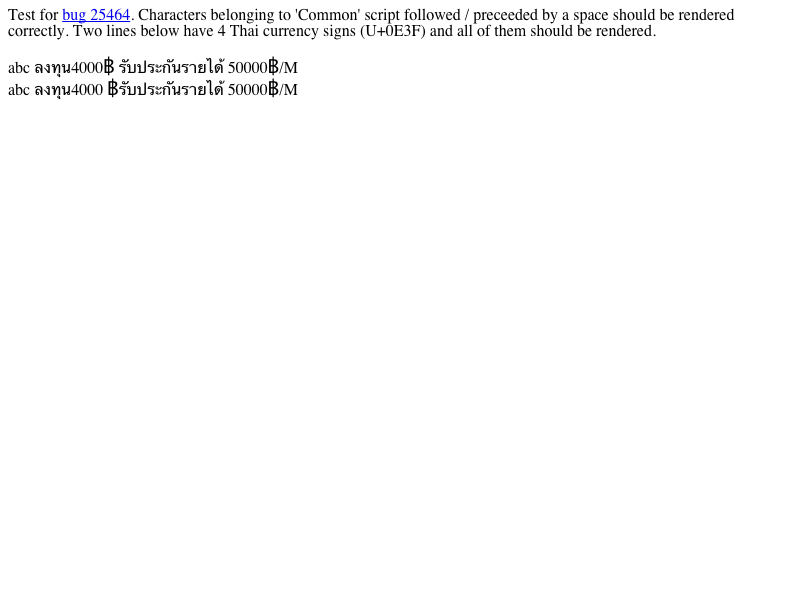 Test for bug 25464. Characters belonging to 'Common' script followed / preceeded by a space should be rendered
correctly. Two lines below have 4 Thai currency signs (U+0E3F) and all of them should be rendered.
abc ลงทุน4000฿ รับประกันรายได้ 50000฿/M
abc ลงทุน4000 ฿รับประกันรายได้ 50000฿/M